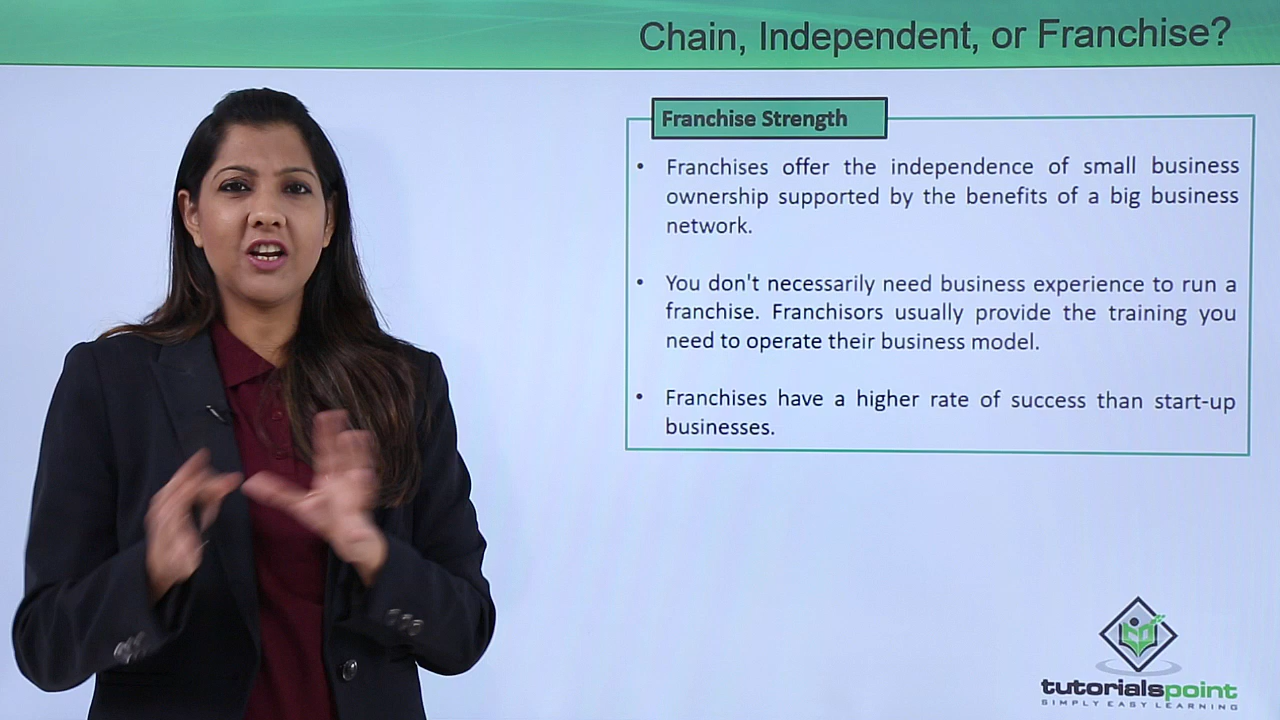 Chain, Independent, or Franchise?
Franchise Strength
• Franchises offer the independence of small business
ownership supported by the benefits of a big business
network.
• You don't necessarily need business experience to run a
franchise. Franchisors usually provide the training you
need to operate their business model.
• Franchises have a higher rate of success than start-up
businesses.
tutorialspoint
SIMPLY EASY LEARNING